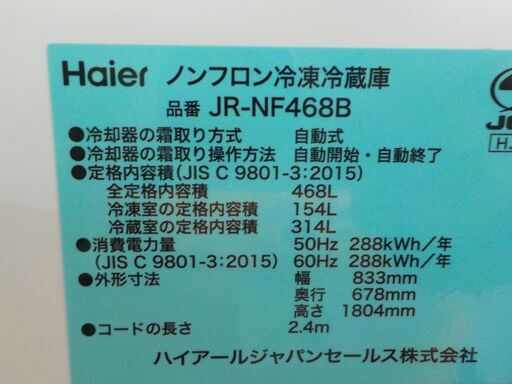 Haier ノンフロン冷凍冷蔵庫
品番 JR-NF468B
●冷却器の霜取り方式 自動式
●冷却器の霜取り操作方法 自動開始・自動終了
●定格内容積(JIS C 9801-3:2015)
全定格内容積 468L
冷凍室の定格内容積 154L
冷蔵室の定格内容積 314L
●消費電力量 50Hz 288kWh/年
(JIS C 9801-3:2015) 60Hz 288kWh/年
●外形寸法 幅 833mm
奥行 678mm
高さ 1804mm
●コードの長さ 2.4m
ハイアールジャパンセールス株式会社